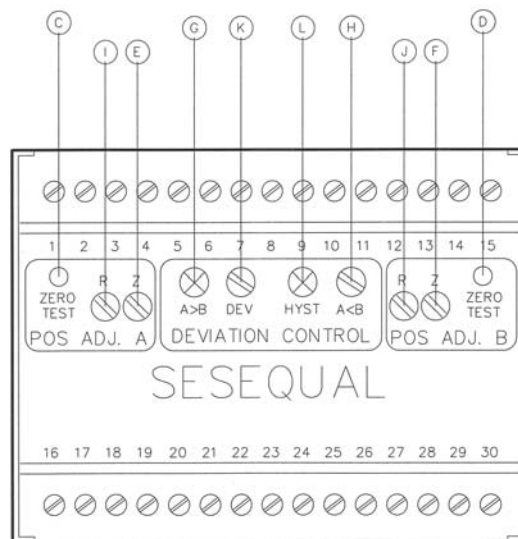 C G K L H D
I E J F
1 2 3 4 5 6 7 8 9 10 11 12 13 14 15
R Z R Z
ZERO TEST A>B DEV HYST A<B ZERO TEST
POS ADJ. A DEVIATION CONTROL POS ADJ. B
SESEQUAL
16 17 18 19 20 21 22 23 24 25 26 27 28 29 30